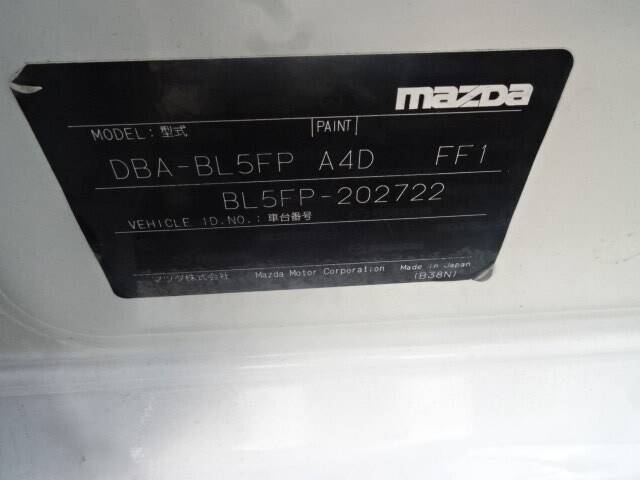 mazda
MODEL: 型式 |PAINT|
DBA-BL5FP A4D FF1
BL5FP-202722
VEHICLE ID.NO.: 車台番号
マツダ株式会社 Mazda Motor Corporation Made in Japan
(B38N)